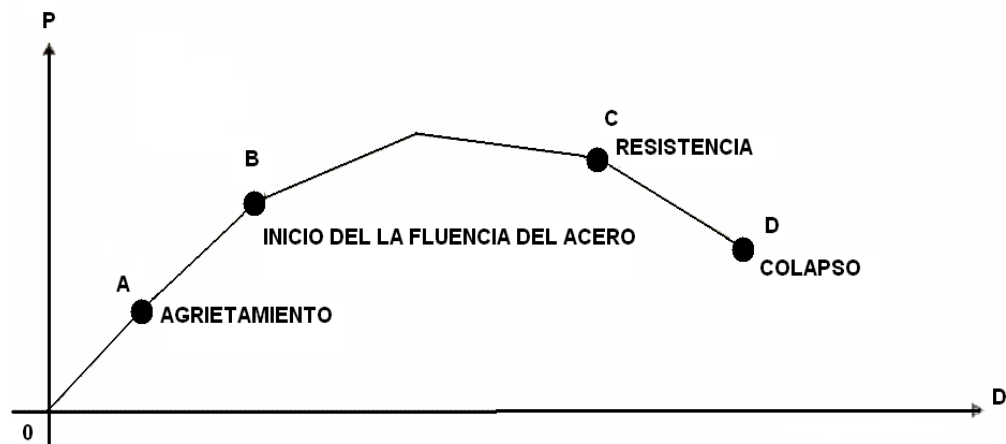 P
C
RESISTENCIA
B
INICIO DEL LA FLUENCIA DEL ACERO
D
COLAPSO
A
AGRIETAMIENTO
D
0